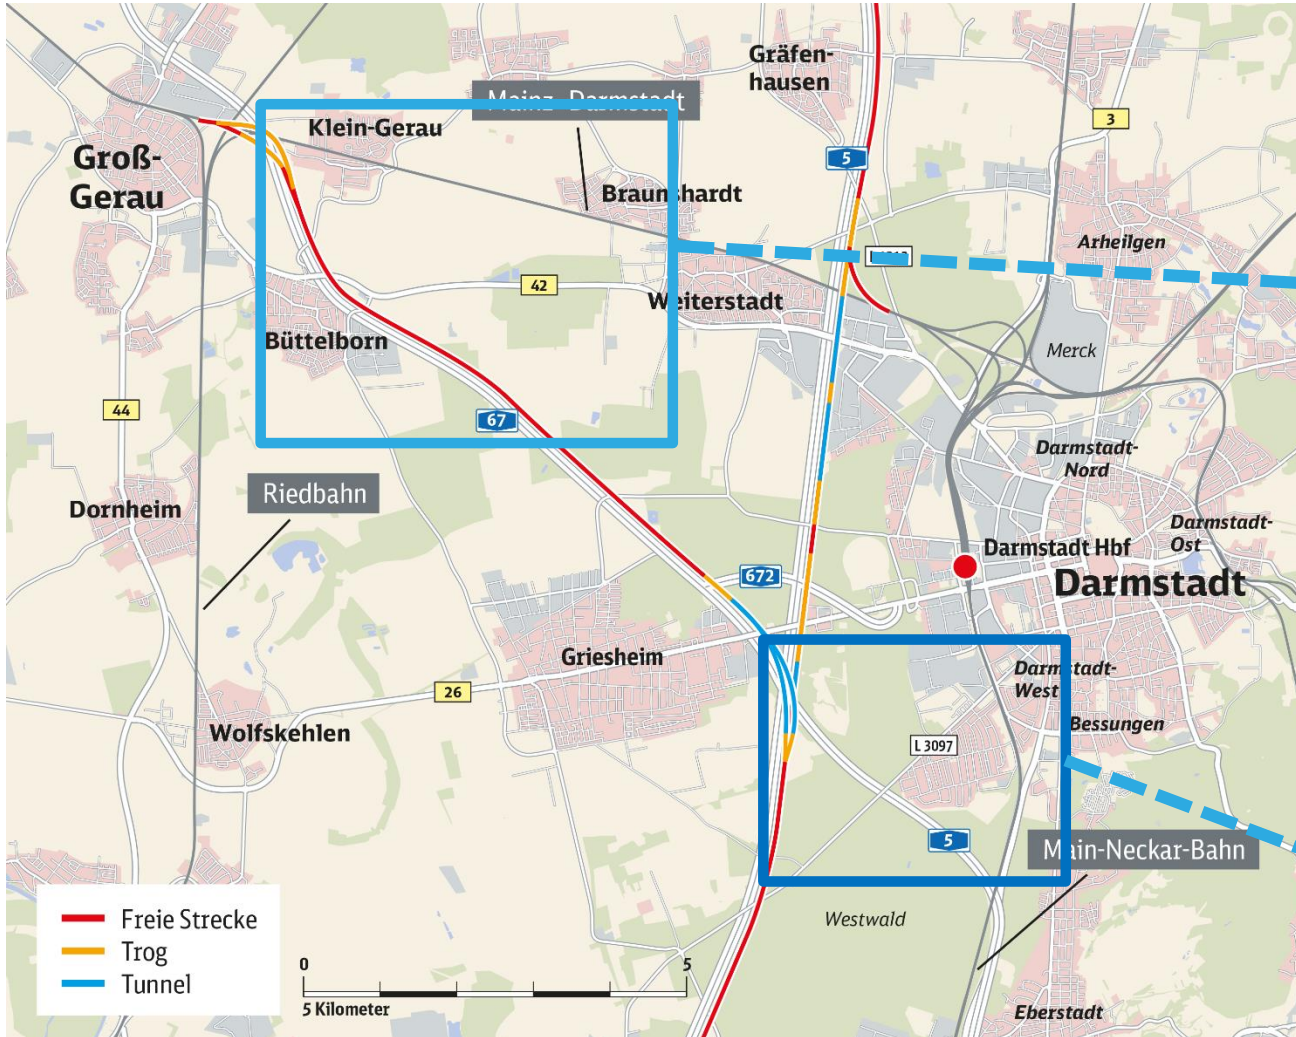 Gräfen-
hausen
Mainz–Darmstadt
Klein-Gerau
3
Groß-
Gerau
5
Braunshardt
Arheilgen
42
Weiterstadt
Büttelborn
Merck
44
67
Darmstadt-
Nord
Riedbahn
Dornheim
Darmstadt-
Ost
Darmstadt Hbf
Darmstadt
672
Griesheim
Darmstadt-
West
26
Wolfskehlen
Bessungen
L 3097
5
Main-Neckar-Bahn
Westwald
Freie Strecke
Trog
Tunnel
0
5
5 Kilometer
Eberstadt